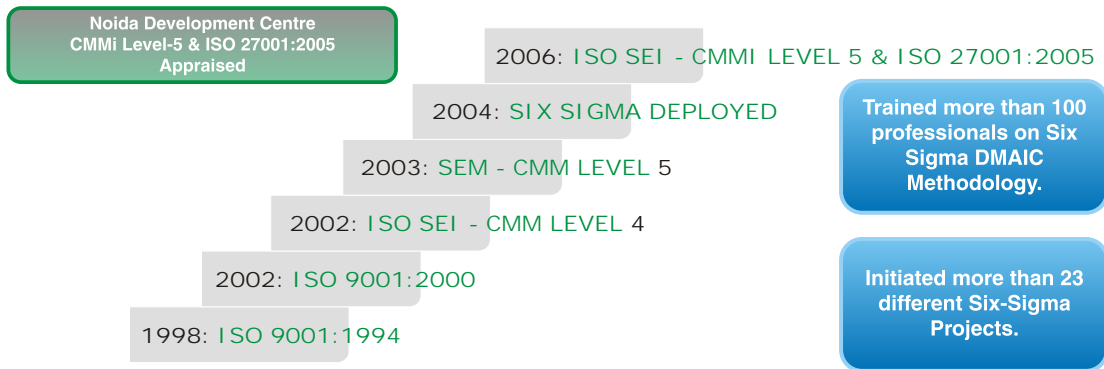 Noida Development Centre
CMMi Level-5 & ISO 27001:2005
Appraised
2006: ISO SEI - CMMI LEVEL 5 & ISO 27001:2005
2004: SIX SIGMA DEPLOYED
2003: SEM - CMM LEVEL 5
2002: ISO SEI - CMM LEVEL 4
2002: ISO 9001:2000
1998: ISO 9001:1994
Trained more than 100
professionals on Six
Sigma DMAIC
Methodology.
Initiated more than 23
different Six-Sigma
Projects.